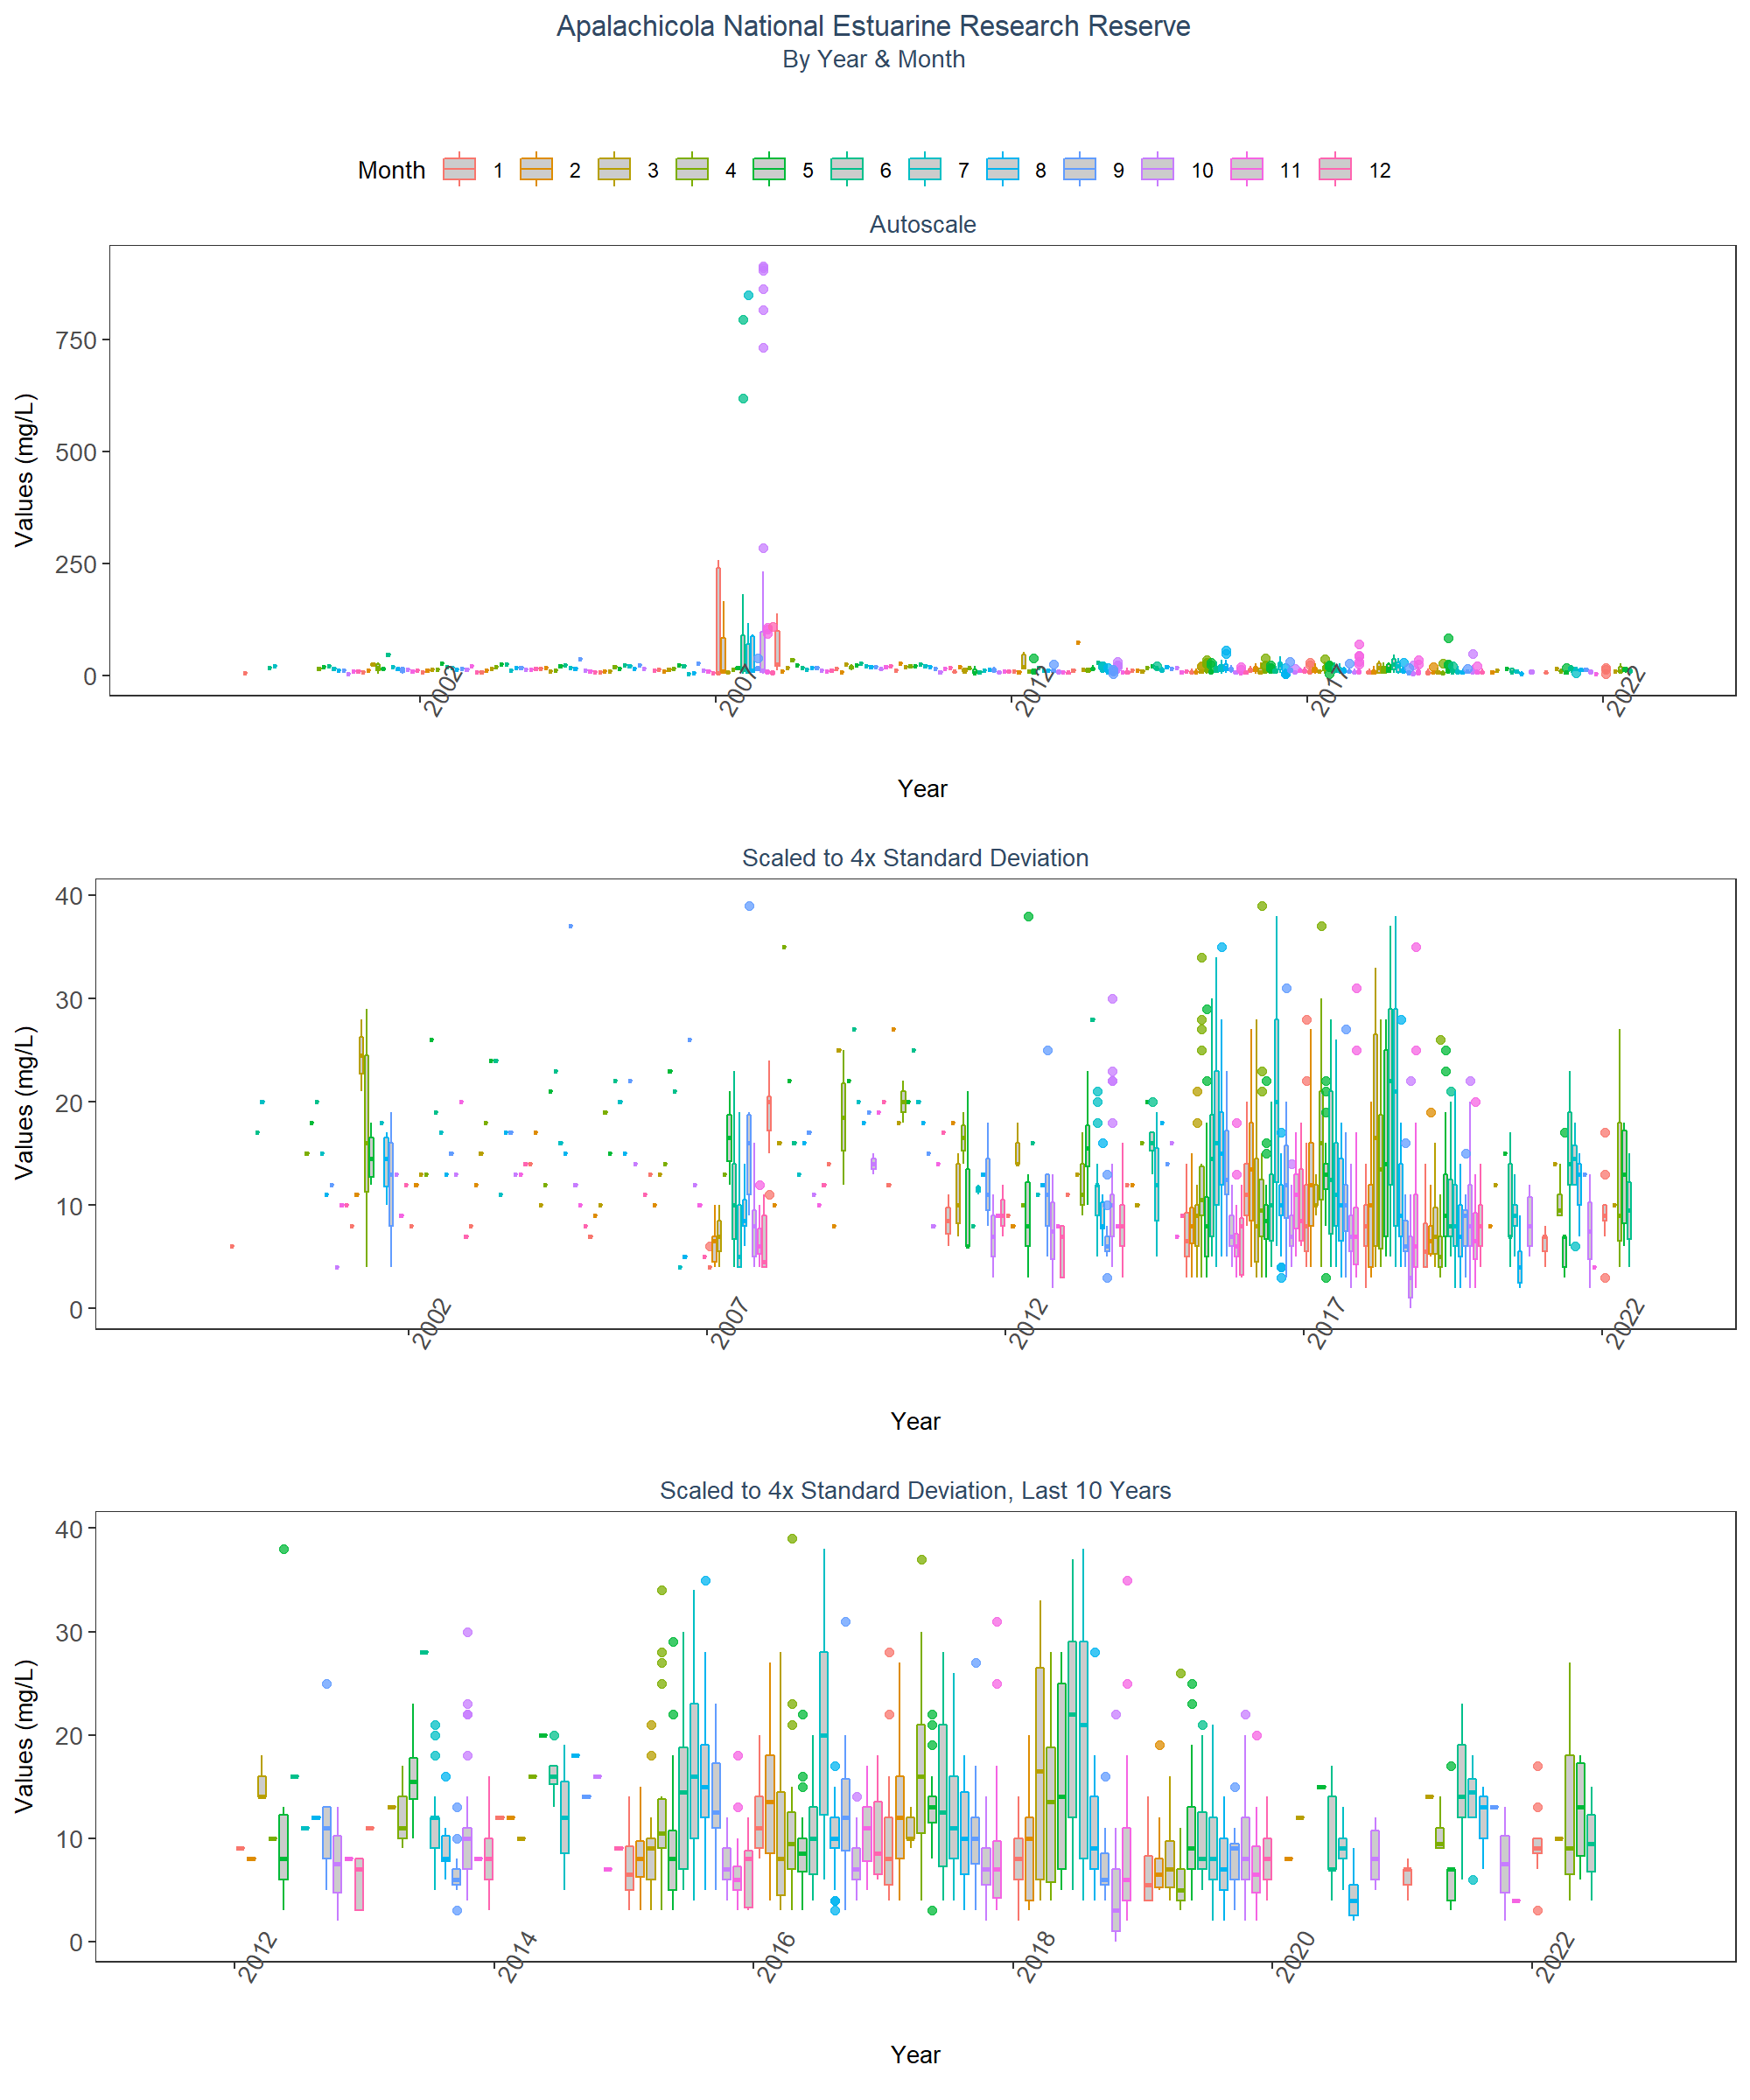 Apalachicola National Estuarine Research Reserve
By Year & Month
Month 1 2 3 4 5 6 7 8 9 10 11 12
Autoscale
Values (mg/L)
750
500
250
0
2002 2007 2012 2017 2022
Year
Scaled to 4x Standard Deviation
Values (mg/L)
40
30
20
10
0
2002 2007 2012 2017 2022
Year
Scaled to 4x Standard Deviation, Last 10 Years
Values (mg/L)
40
30
20
10
0
2012 2014 2016 2018 2020 2022
Year